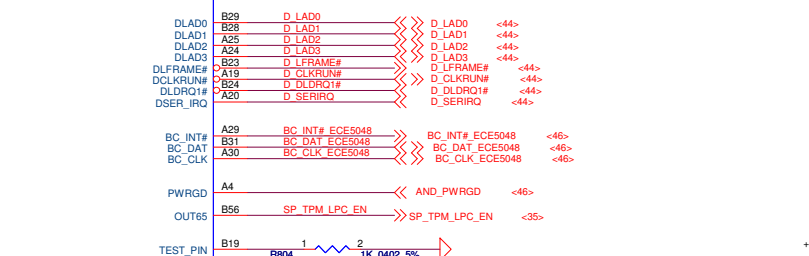 DLAD0 B29 D_LAD0 D_LAD0 <44>
DLAD1 B28 D_LAD1 D_LAD1 <44>
DLAD2 A25 D_LAD2 D_LAD2 <44>
DLAD3 A24 D_LAD3 D_LAD3 <44>
DLFRAME# B23 D_LFRAME# D_LFRAME# <44>
DCLKRUN# A19 D_CLKRUN# D_CLKRUN# <44>
DLDRQ1# B24 D_DLDRQ1# D_DLDRQ1# <44>
DSER_IRQ A20 D_SERIRQ D_SERIRQ <44>
BC_INT# A29 BC_INT#_ECE5048 BC_INT#_ECE5048 <46>
BC_DAT B31 BC_DAT_ECE5048 BC_DAT_ECE5048 <46>
BC_CLK A30 BC_CLK_ECE5048 BC_CLK_ECE5048 <46>
PWRGD A4 AND_PWRGD <46>
OUT65 B56 SP_TPM_LPC_EN SP_TPM_LPC_EN <35>
TEST_PIN B19 1 2
R804 1K_0402_5%